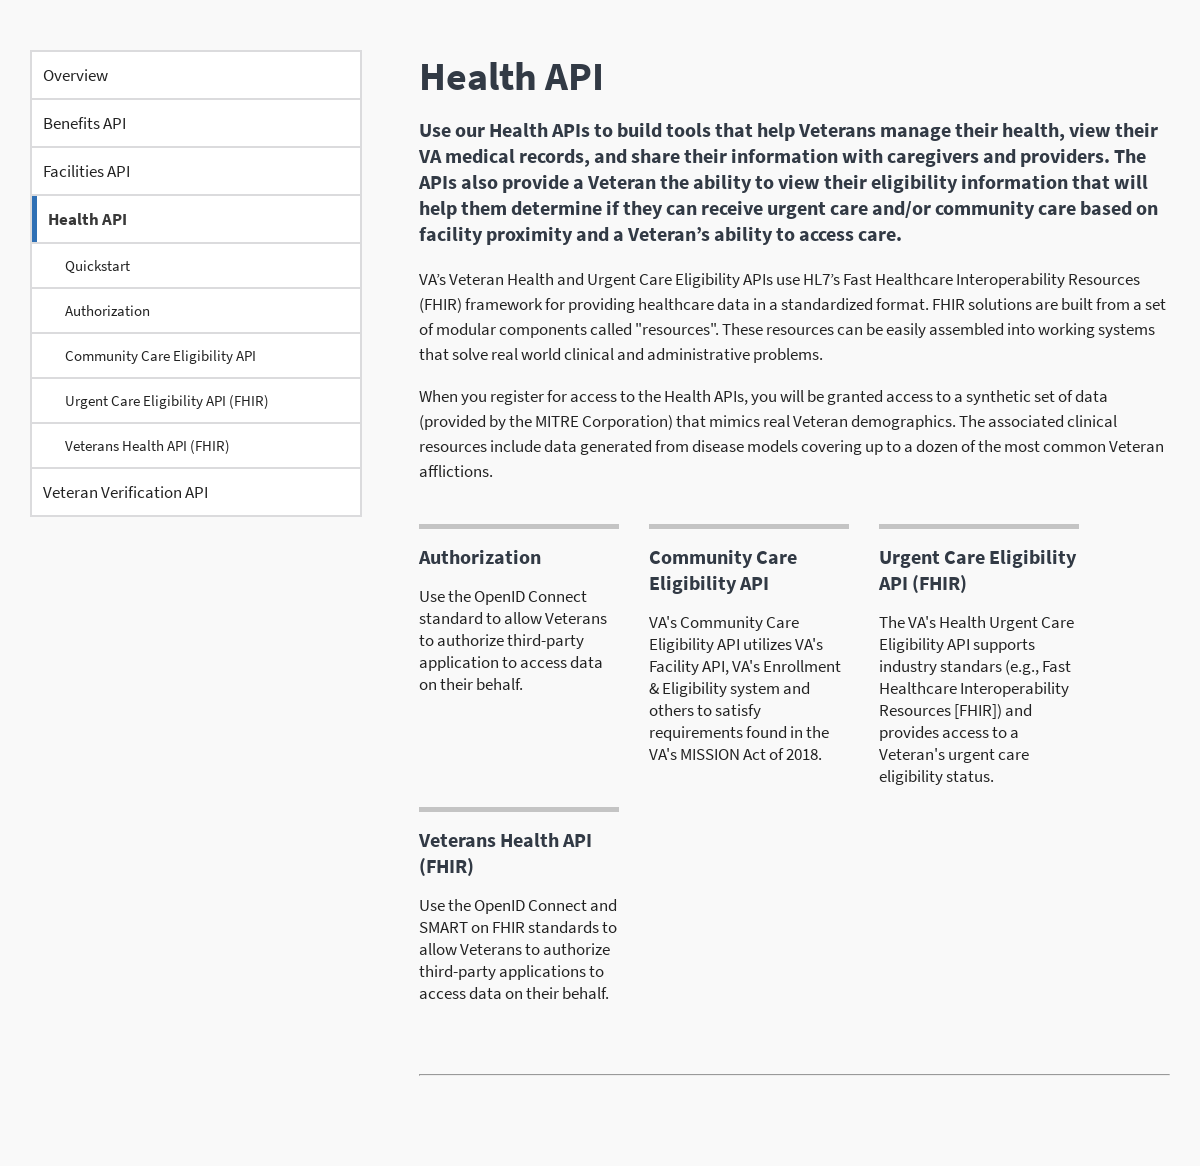 Overview
Benefits API
Facilities API
Health API
Quickstart
Authorization
Community Care Eligibility API
Urgent Care Eligibility API (FHIR)
Veterans Health API (FHIR)
Veteran Verification API
Health API
Use our Health APIs to build tools that help Veterans manage their health, view their
VA medical records, and share their information with caregivers and providers. The
APIs also provide a Veteran the ability to view their eligibility information that will
help them determine if they can receive urgent care and/or community care based on
facility proximity and a Veteran’s ability to access care.
VA’s Veteran Health and Urgent Care Eligibility APIs use HL7’s Fast Healthcare Interoperability Resources
(FHIR) framework for providing healthcare data in a standardized format. FHIR solutions are built from a set
of modular components called "resources". These resources can be easily assembled into working systems
that solve real world clinical and administrative problems.
When you register for access to the Health APIs, you will be granted access to a synthetic set of data
(provided by the MITRE Corporation) that mimics real Veteran demographics. The associated clinical
resources include data generated from disease models covering up to a dozen of the most common Veteran
afflictions.
Authorization
Use the OpenID Connect
standard to allow Veterans
to authorize third-party
application to access data
on their behalf.
Community Care
Eligibility API
VA's Community Care
Eligibility API utilizes VA's
Facility API, VA's Enrollment
& Eligibility system and
others to satisfy
requirements found in the
VA's MISSION Act of 2018.
Urgent Care Eligibility
API (FHIR)
The VA's Health Urgent Care
Eligibility API supports
industry standars (e.g., Fast
Healthcare Interoperability
Resources [FHIR]) and
provides access to a
Veteran's urgent care
eligibility status.
Veterans Health API
(FHIR)
Use the OpenID Connect and
SMART on FHIR standards to
allow Veterans to authorize
third-party applications to
access data on their behalf.